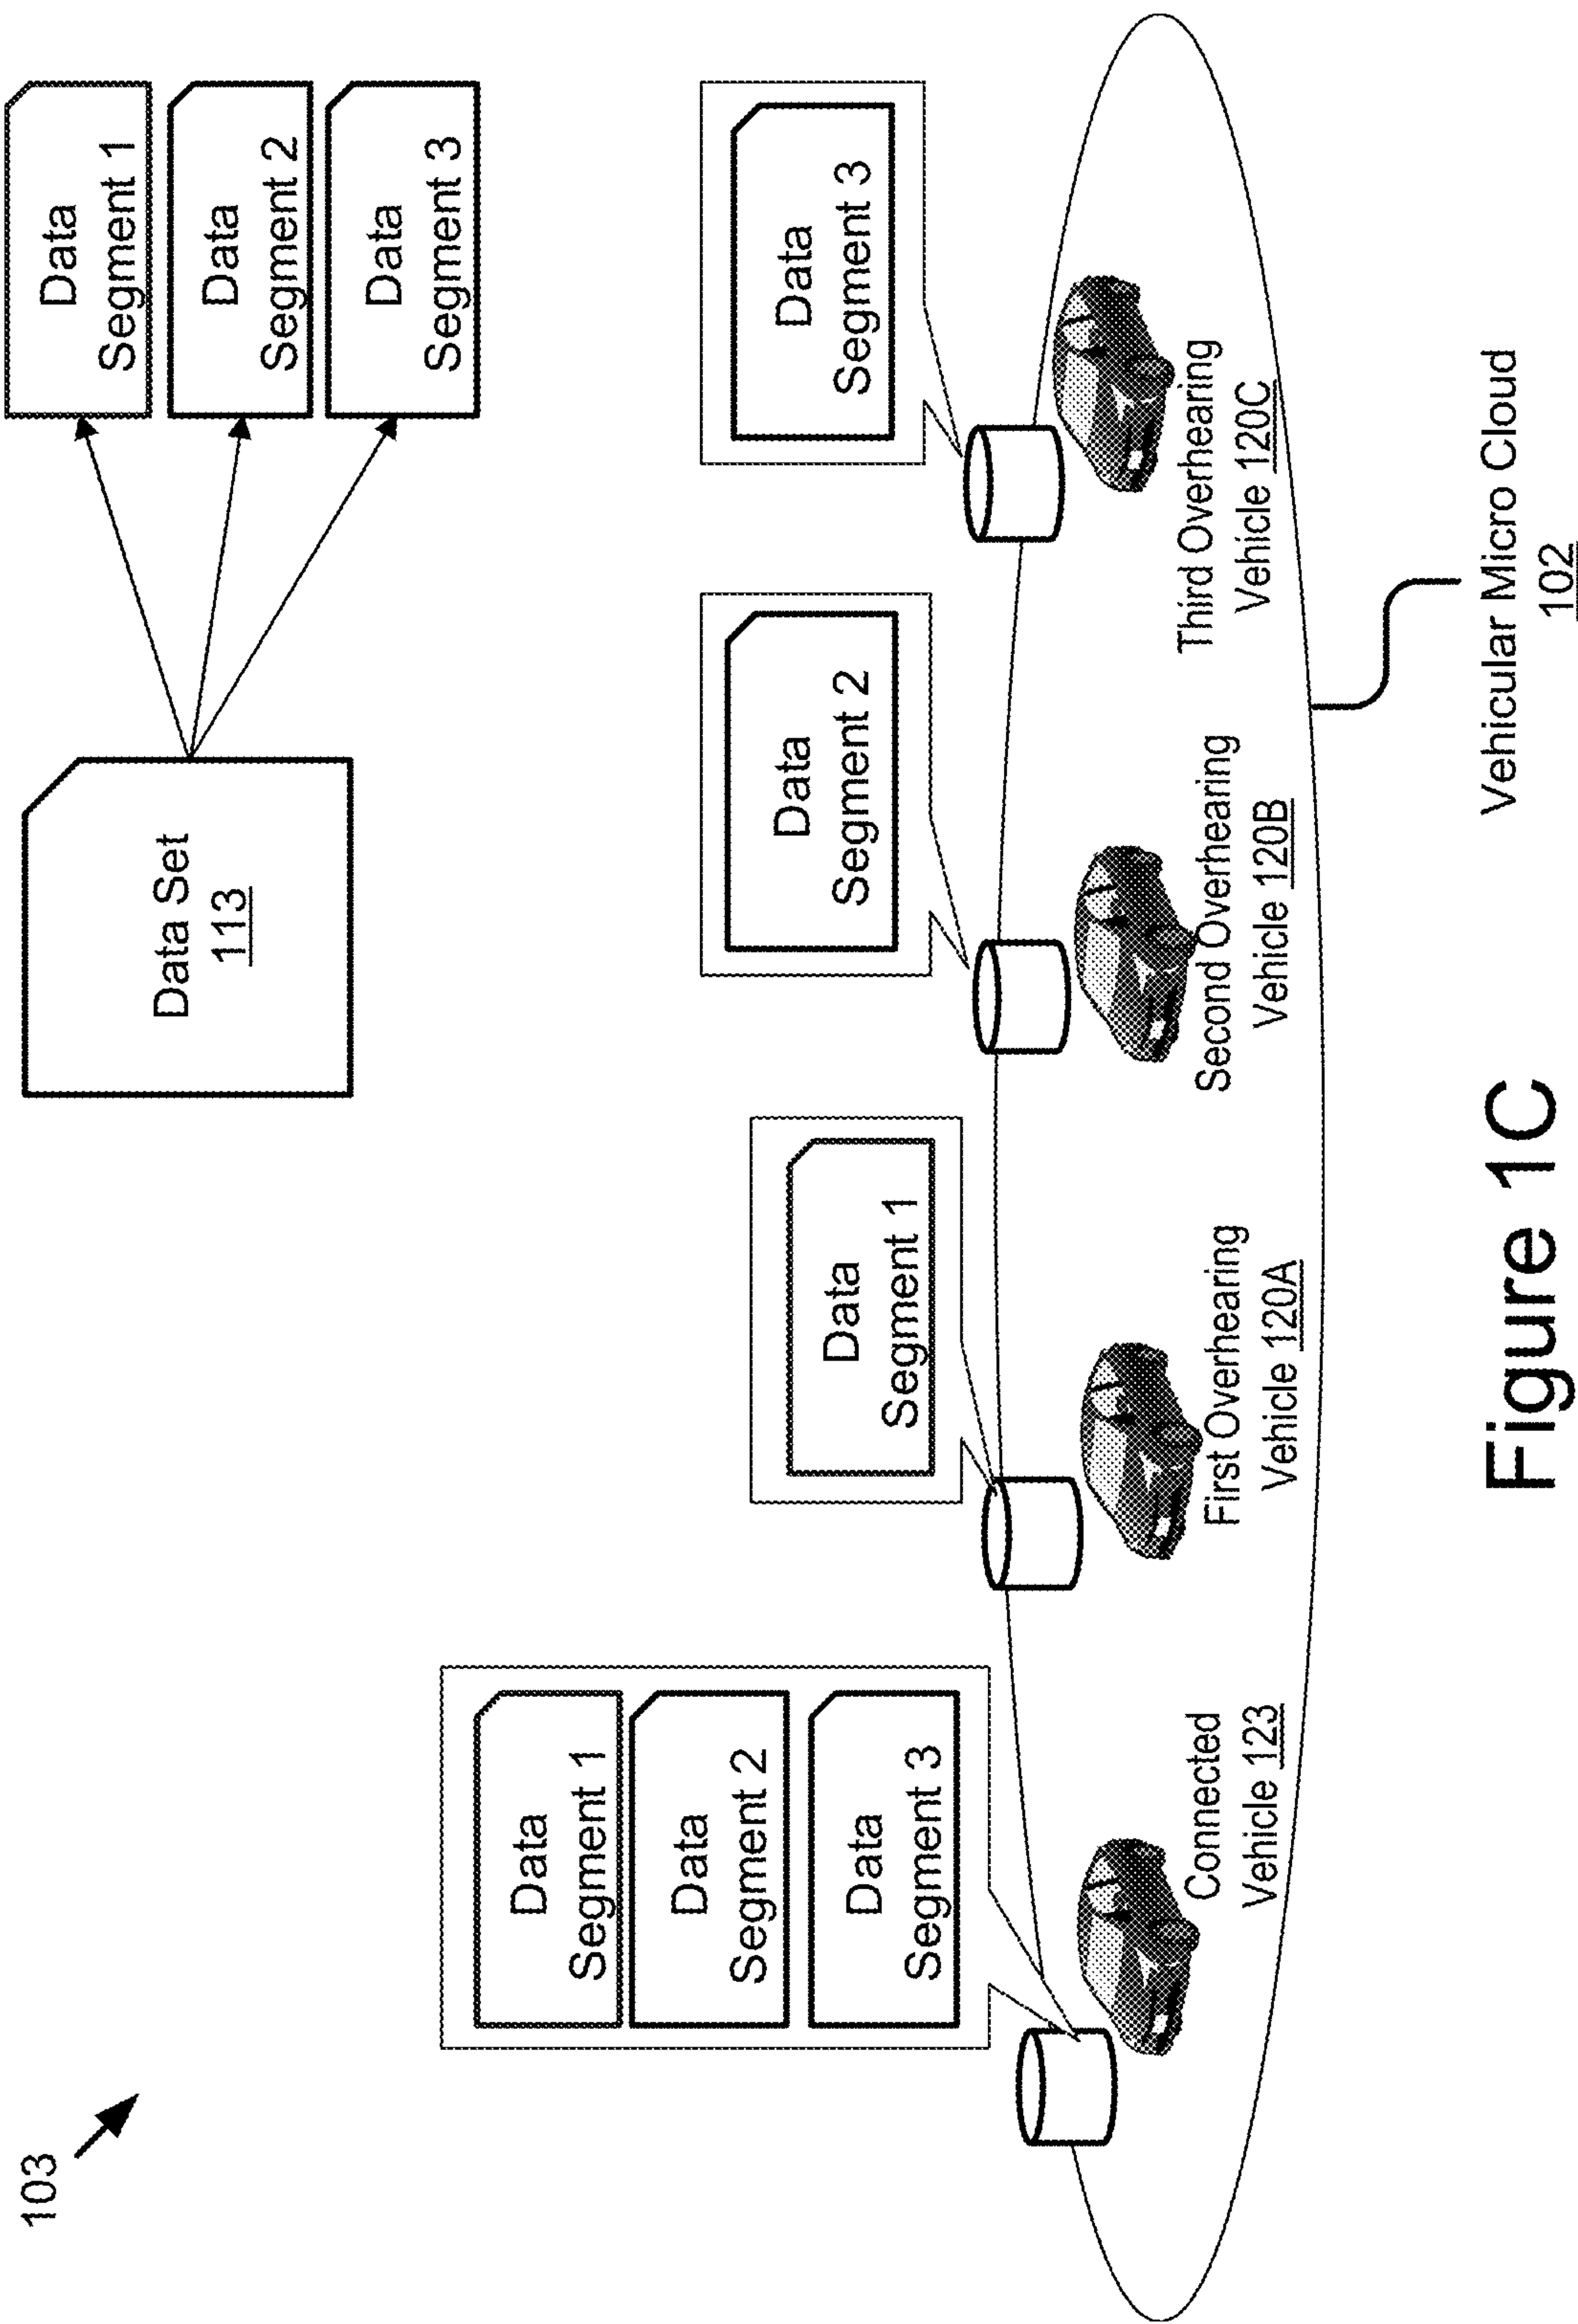 103
Data Set
113
Data
Segment 1
Data
Segment 2
Data
Segment 3
Data
Segment 1
Data
Segment 2
Data
Segment 3
Data
Segment 1
Data
Segment 2
Data
Segment 3
Connected
Vehicle 123
First Overhearing
Vehicle 120A
Second Overhearing
Vehicle 120B
Third Overhearing
Vehicle 120C
Vehicular Micro Cloud
102
Figure 1C